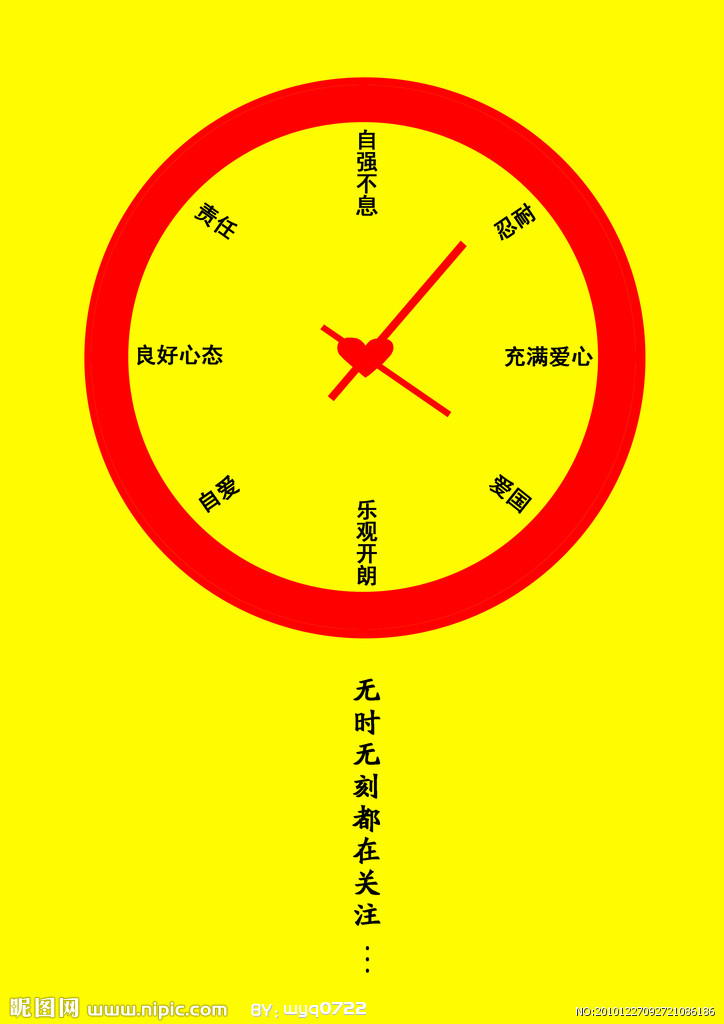 自强不息
责任
忍耐
良好心态
充满爱心
自爱
爱国
乐观开朗
无时无刻都在关注...
昵图网 www.nipic.com BY: wyq0722
NO:20101227092721086186